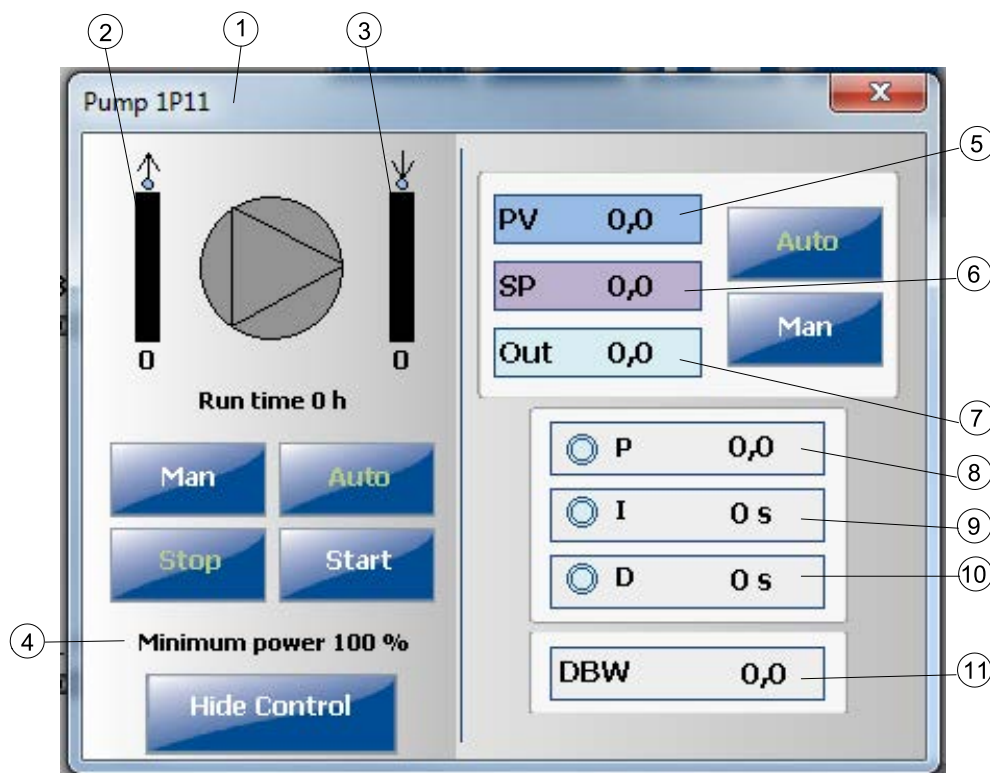 2
1
3
Pump 1P11
X
5
PV 0,0
Auto
6
SP 0,0
Man
Out 0,0
0
0
7
Run time 0 h
P 0,0
8
Man Auto
I 0 s
9
Stop Start
D 0 s
10
4
Minimum power 100 %
DBW 0,0
11
Hide Control